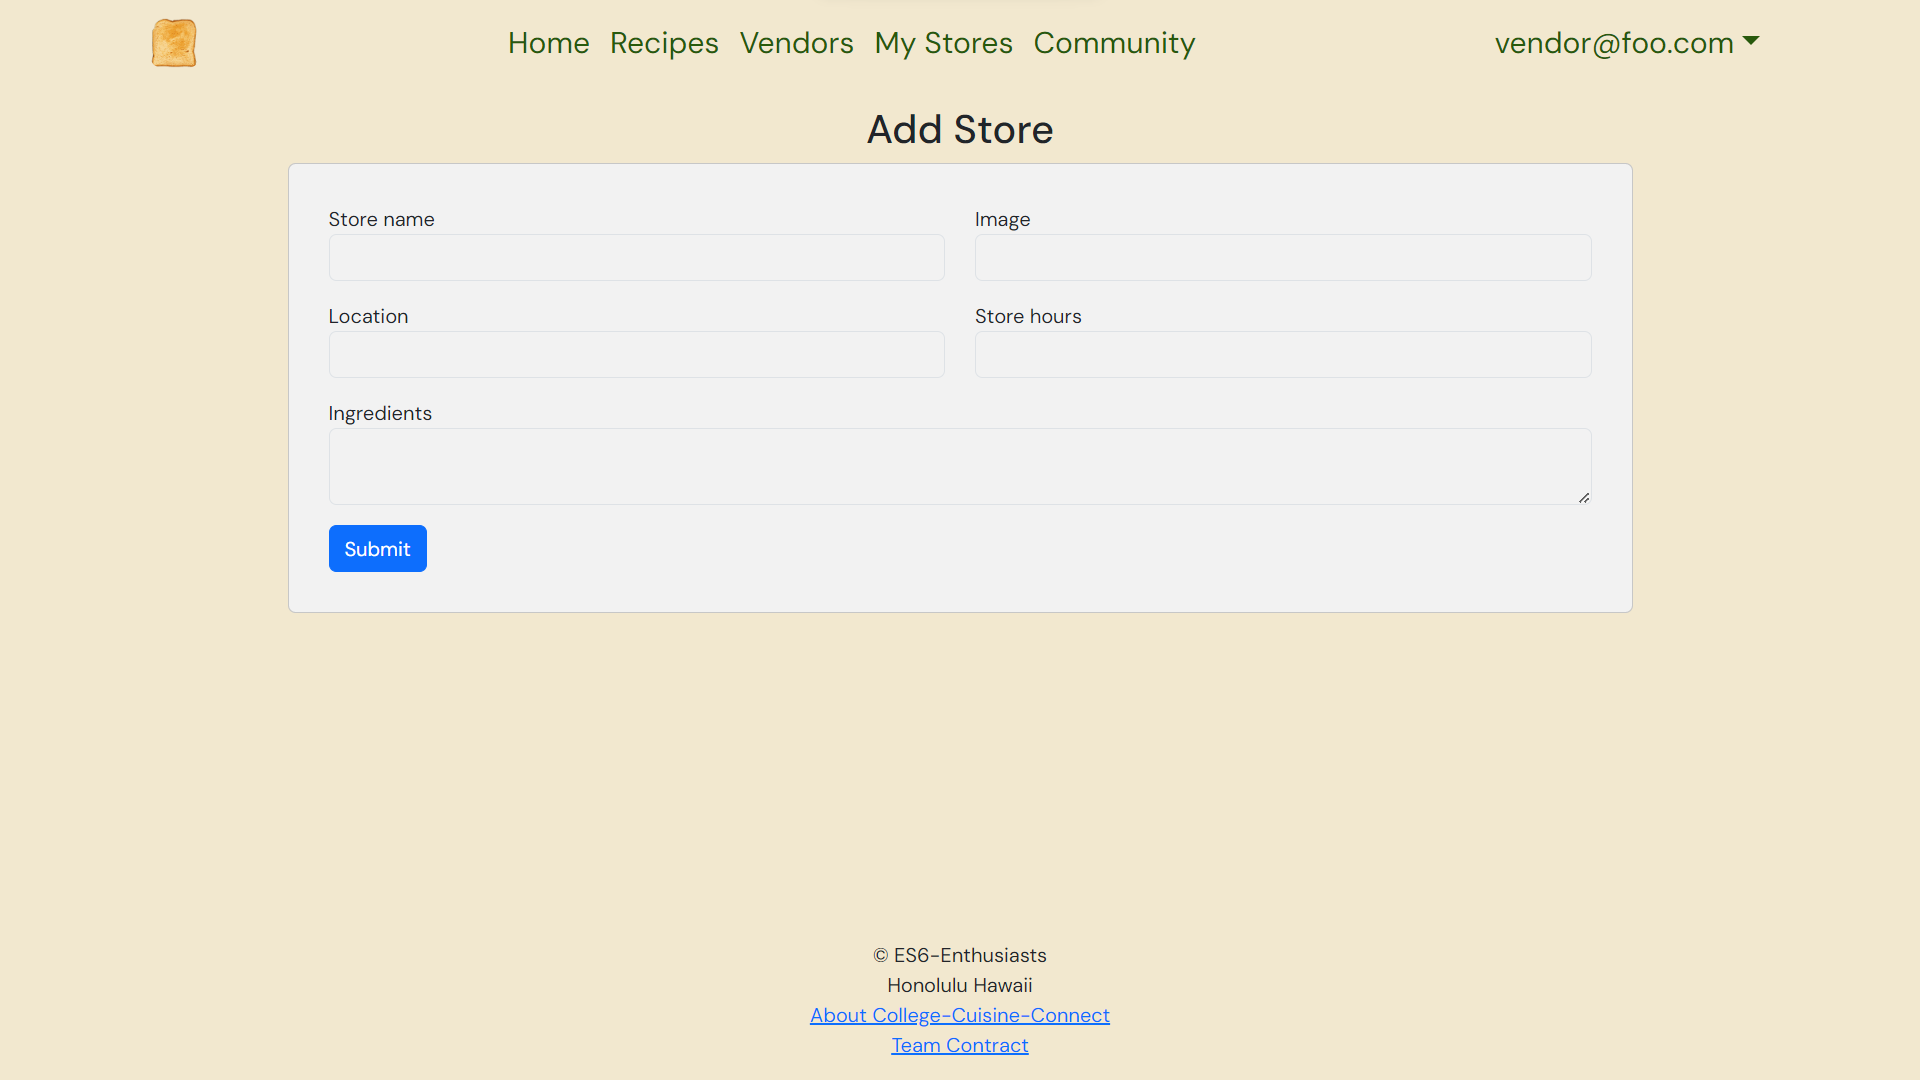 Home Recipes Vendors My Stores Community vendor@foo.com
Add Store
Store name Image
Location Store hours
Ingredients
Submit
© ES6-Enthusiasts
Honolulu Hawaii
About College-Cuisine-Connect
Team Contract